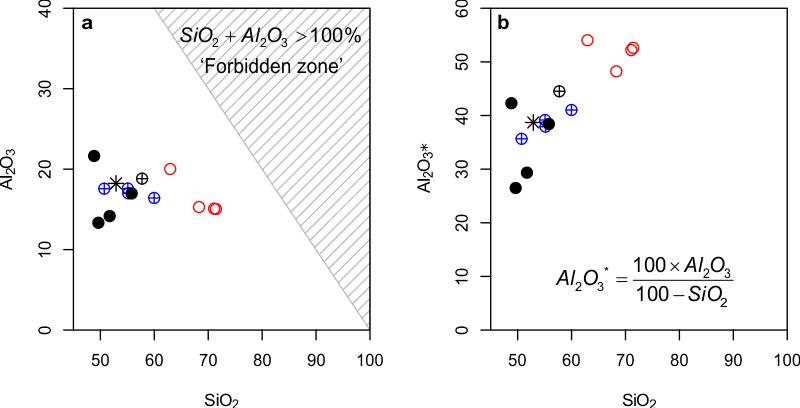 a
SiO₂ + Al₂O₃ > 100%
'Forbidden zone'
40
30
20
10
0
Al₂O₃
50 60 70 80 90 100
SiO₂
b
60
50
40
30
20
10
0
Al₂O₃*
Al₂O₃* = 100 × Al₂O₃ / 100 − SiO₂
50 60 70 80 90 100
SiO₂